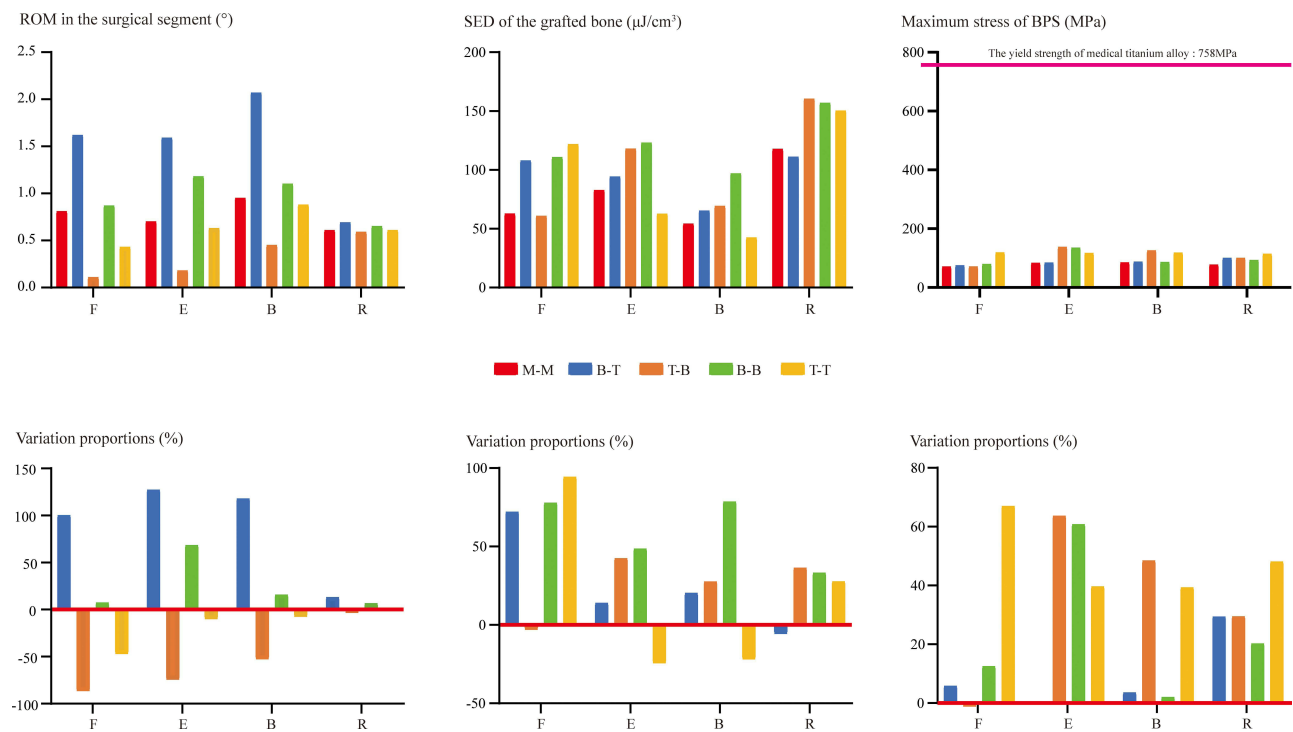 ROM in the surgical segment (°)
2.5
2.0
1.5
1.0
0.5
0.0
F E B R
SED of the grafted bone (μJ/cm³)
200
150
100
50
0
F E B R
Maximum stress of BPS (MPa)
The yield strength of medical titanium alloy : 758MPa
800
600
400
200
0
F E B R
M-M B-T T-B B-B T-T
Variation proportions (%)
150
100
50
0
-50
-100
F E B R
Variation proportions (%)
100
50
0
-50
F E B R
Variation proportions (%)
80
60
40
20
0
F E B R